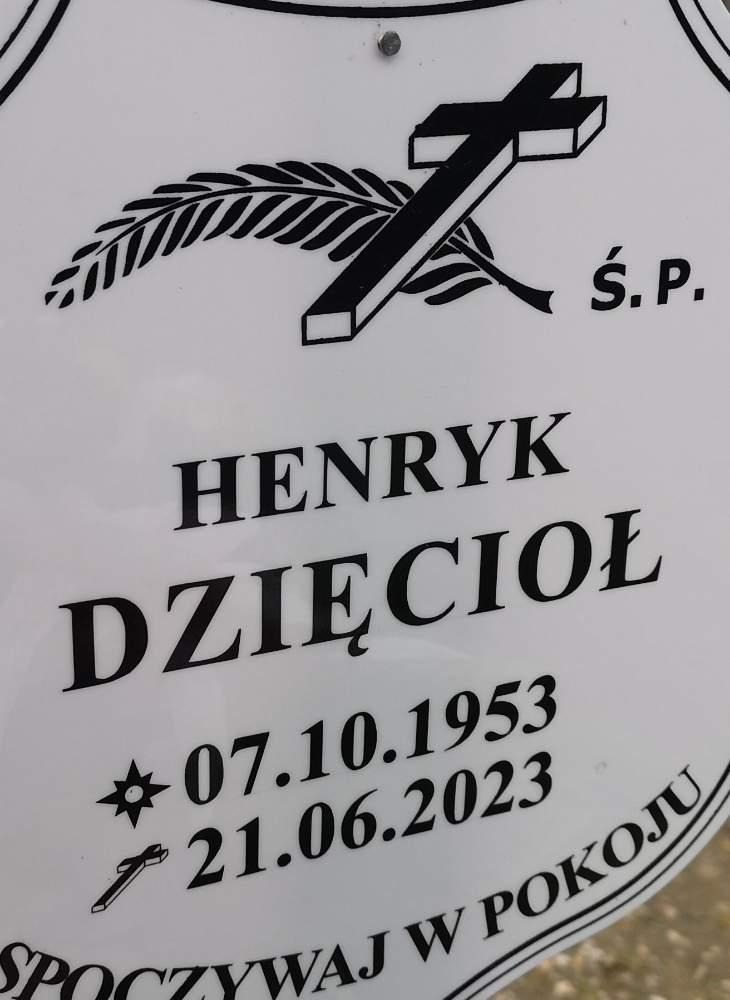 Ś.P.
HENRYK
DZIĘCIOŁ
07.10.1953
21.06.2023
SPOCZYWAJ W POKOJU